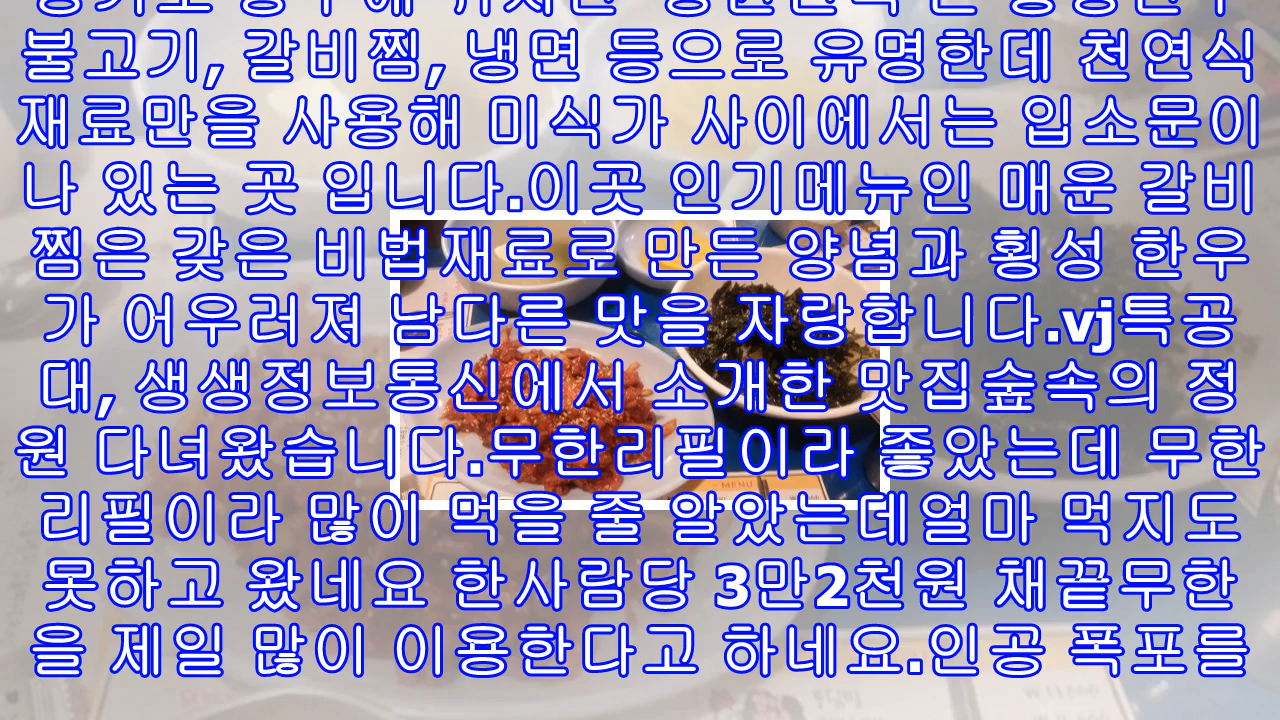 불고기, 갈비찜, 냉면 등으로 유명한데 천연식
재료만을 사용해 미식가 사이에서는 입소문이
나 있는 곳 입니다.이곳 인기메뉴인 매운 갈비
찜은 갖은 비법재료로 만든 양념과 횡성 한우
가 어우러져 남다른 맛을 자랑합니다.vj특공
대, 생생정보통신에서 소개한 맛집숲속의 정
원 다녀왔습니다.무한리필이라 좋았는데 무한
리필이라 많이 먹을 줄 알았는데얼마 먹지도
못하고 왔네요 한사람당 3만2천원 채끝무한
을 제일 많이 이용한다고 하네요.인공 폭포를
MENU